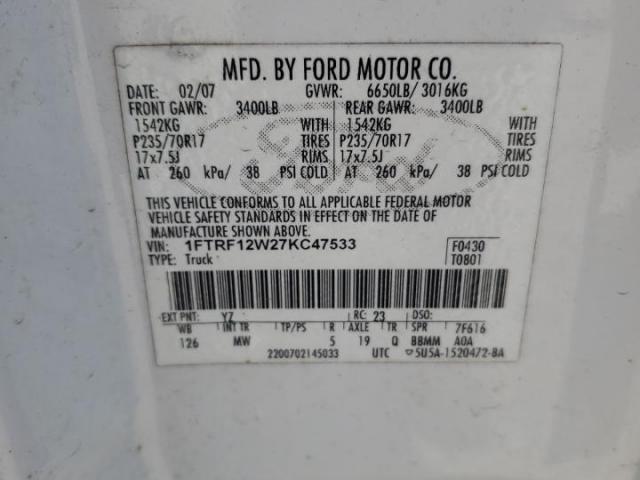 MFD. BY FORD MOTOR CO.
DATE: 02/07 GVWR: 6650LB/ 3016KG
FRONT GAWR: 3400LB REAR GAWR: 3400LB
1542KG WITH 1542KG WITH
P235/70R17 TIRES P235/70R17 TIRES
17x7.5J RIMS 17x7.5J RIMS
AT 260 kPa/ 38 PSI COLD AT 260 kPa/ 38 PSI COLD
THIS VEHICLE CONFORMS TO ALL APPLICABLE FEDERAL MOTOR
VEHICLE SAFETY STANDARDS IN EFFECT ON THE DATE OF
MANUFACTURE SHOWN ABOVE.
VIN: 1FTRF12W27KC47533 F0430
TYPE: Truck T0801
EXT PNT: YZ RC: 23 DSO:
WB INT TR TP/PS R AXLE TR SPR 7F616
126 MW 5 19 Q BBMM A0A
2200702145033 UTC 5U5A-1520472-BA
Ford